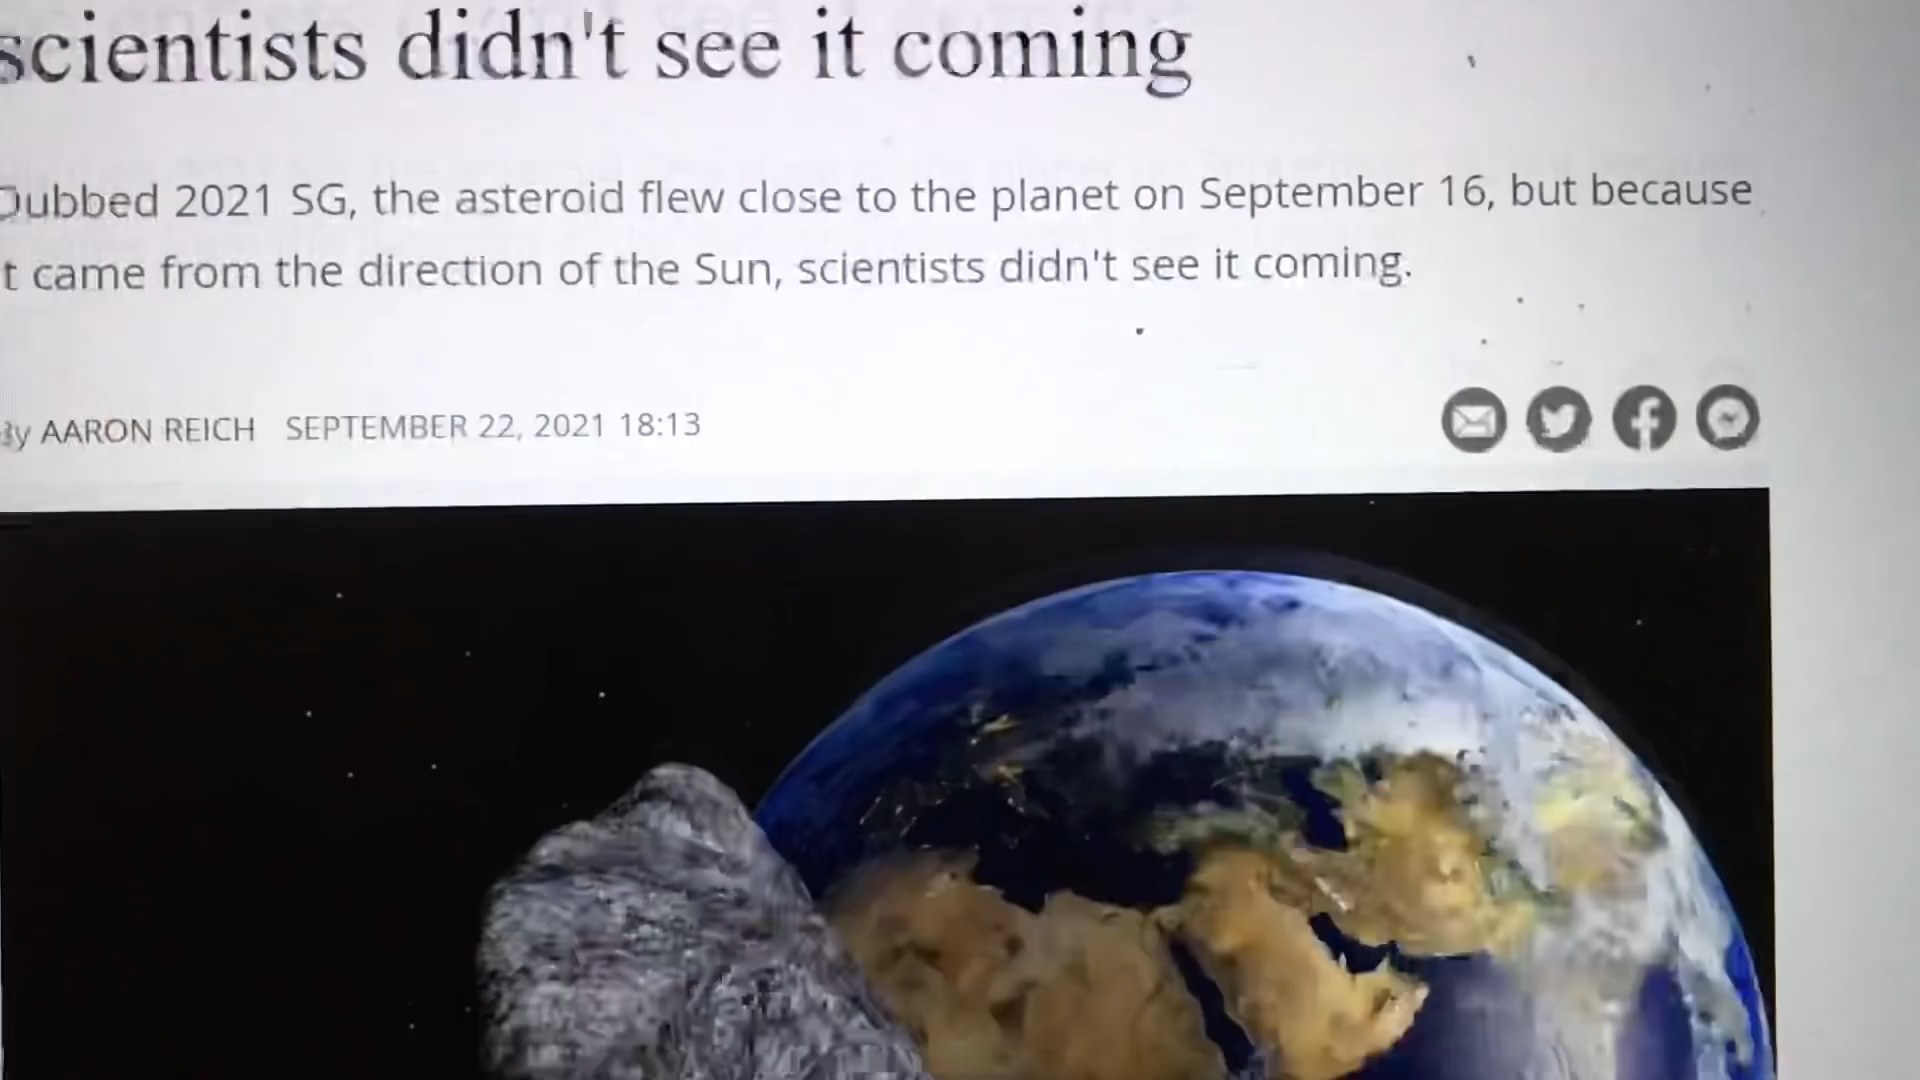 scientists didn't see it coming
Dubbed 2021 SG, the asteroid flew close to the planet on September 16, but because
t came from the direction of the Sun, scientists didn't see it coming.
By AARON REICH SEPTEMBER 22, 2021 18:13